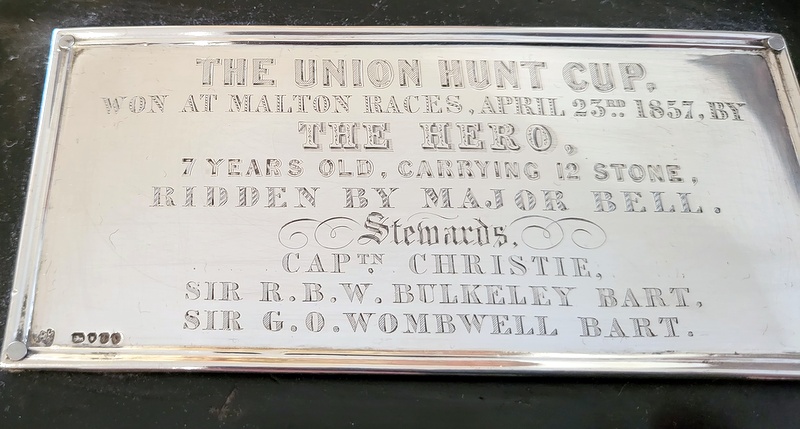 THE UNION HUNT CUP,
WON AT MALTON RACES, APRIL 23RD 1857, BY
THE HERO,
7 YEARS OLD, CARRYING 12 STONE,
RIDDEN BY MAJOR BELL.
Stewards,
CAPTN CHRISTIE,
SIR R.B.W. BULKELEY BART,
SIR G.O. WOMBWELL BART.